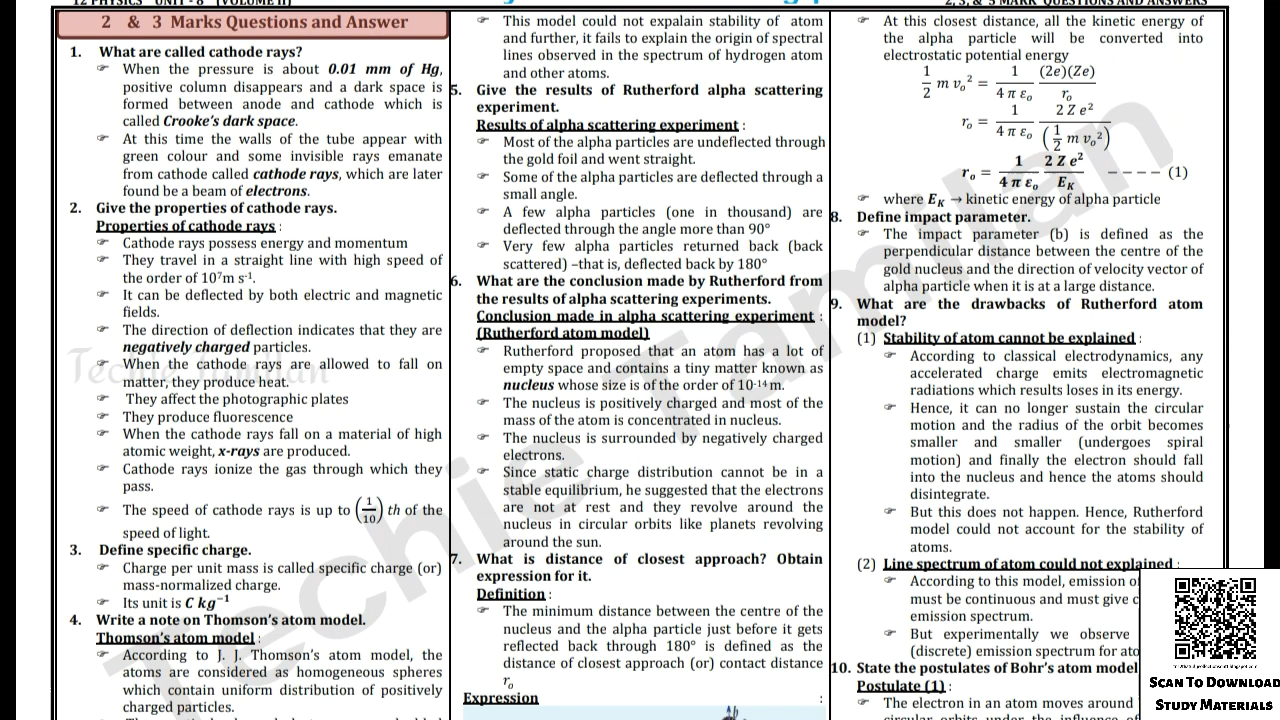 12 PHYSICS UNIT - 8 (VOLUME II)
2, 3, & 5 MARK QUESTIONS AND ANSWERS
2 & 3 Marks Questions and Answer
1. What are called cathode rays?
☞ When the pressure is about 0.01 mm of Hg,
positive column disappears and a dark space is
formed between anode and cathode which is
called Crooke’s dark space.
☞ At this time the walls of the tube appear with
green colour and some invisible rays emanate
from cathode called cathode rays, which are later
found be a beam of electrons.
2. Give the properties of cathode rays.
Properties of cathode rays :
☞ Cathode rays possess energy and momentum
☞ They travel in a straight line with high speed of
the order of 10⁷m s⁻¹.
☞ It can be deflected by both electric and magnetic
fields.
☞ The direction of deflection indicates that they are
negatively charged particles.
☞ When the cathode rays are allowed to fall on
matter, they produce heat.
☞ They affect the photographic plates
☞ They produce fluorescence
☞ When the cathode rays fall on a material of high
atomic weight, x-rays are produced.
☞ Cathode rays ionize the gas through which they
pass.
☞ The speed of cathode rays is up to (1/10) th of the
speed of light.
3. Define specific charge.
☞ Charge per unit mass is called specific charge (or)
mass-normalized charge.
☞ Its unit is C kg⁻¹
4. Write a note on Thomson’s atom model.
Thomson’s atom model :
☞ According to J. J. Thomson’s atom model, the
atoms are considered as homogeneous spheres
which contain uniform distribution of positively
charged particles.
☞ This model could not expalain stability of atom
and further, it fails to explain the origin of spectral
lines observed in the spectrum of hydrogen atom
and other atoms.
5. Give the results of Rutherford alpha scattering
experiment.
Results of alpha scattering experiment :
☞ Most of the alpha particles are undeflected through
the gold foil and went straight.
☞ Some of the alpha particles are deflected through a
small angle.
☞ A few alpha particles (one in thousand) are
deflected through the angle more than 90°
☞ Very few alpha particles returned back (back
scattered) –that is, deflected back by 180°
6. What are the conclusion made by Rutherford from
the results of alpha scattering experiments.
Conclusion made in alpha scattering experiment :
(Rutherford atom model)
☞ Rutherford proposed that an atom has a lot of
empty space and contains a tiny matter known as
nucleus whose size is of the order of 10⁻¹⁴m.
☞ The nucleus is positively charged and most of the
mass of the atom is concentrated in nucleus.
☞ The nucleus is surrounded by negatively charged
electrons.
☞ Since static charge distribution cannot be in a
stable equilibrium, he suggested that the electrons
are not at rest and they revolve around the
nucleus in circular orbits like planets revolving
around the sun.
7. What is distance of closest approach? Obtain
expression for it.
Definition :
☞ The minimum distance between the centre of the
nucleus and the alpha particle just before it gets
reflected back through 180° is defined as the
distance of closest approach (or) contact distance
r₀
Expression :
☞ At this closest distance, all the kinetic energy of
the alpha particle will be converted into
electrostatic potential energy
1/2 m v₀² = 1/(4 π ε₀) (2e)(Ze)/r₀
r₀ = 1/(4 π ε₀) 2 Z e²/(1/2 m v₀²)
r₀ = 1/(4 π ε₀) 2 Z e²/E_K − − − − (1)
☞ where E_K → kinetic energy of alpha particle
8. Define impact parameter.
☞ The impact parameter (b) is defined as the
perpendicular distance between the centre of the
gold nucleus and the direction of velocity vector of
alpha particle when it is at a large distance.
9. What are the drawbacks of Rutherford atom
model?
(1) Stability of atom cannot be explained :
☞ According to classical electrodynamics, any
accelerated charge emits electromagnetic
radiations which results loses in its energy.
☞ Hence, it can no longer sustain the circular
motion and the radius of the orbit becomes
smaller and smaller (undergoes spiral
motion) and finally the electron should fall
into the nucleus and hence the atoms should
disintegrate.
☞ But this does not happen. Hence, Rutherford
model could not account for the stability of
atoms.
(2) Line spectrum of atom could not explained :
☞ According to this model, emission of
must be continuous and must give c
emission spectrum.
☞ But experimentally we observe
(discrete) emission spectrum for ato
10. State the postulates of Bohr’s atom model
Postulate (1) :
☞ The electron in an atom moves around
circular orbits under the influence of
Techie Tamilan
Techie Tamilan
SCAN TO DOWNLOAD
STUDY MATERIALS